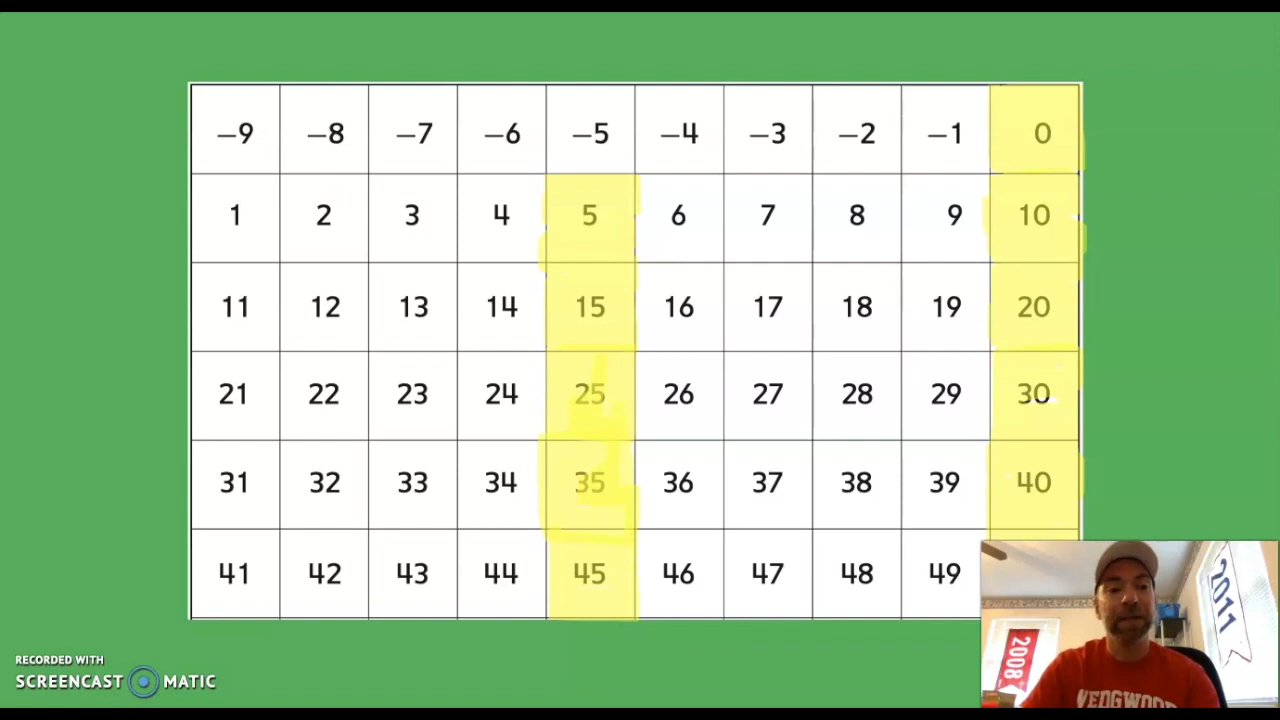 –9 –8 –7 –6 –5 –4 –3 –2 –1 0
1 2 3 4 5 6 7 8 9 10
11 12 13 14 15 16 17 18 19 20
21 22 23 24 25 26 27 28 29 30
31 32 33 34 35 36 37 38 39 40
41 42 43 44 45 46 47 48 49
2011
2008
RECORDED WITH
SCREENCAST MATIC
WEDGWOOD